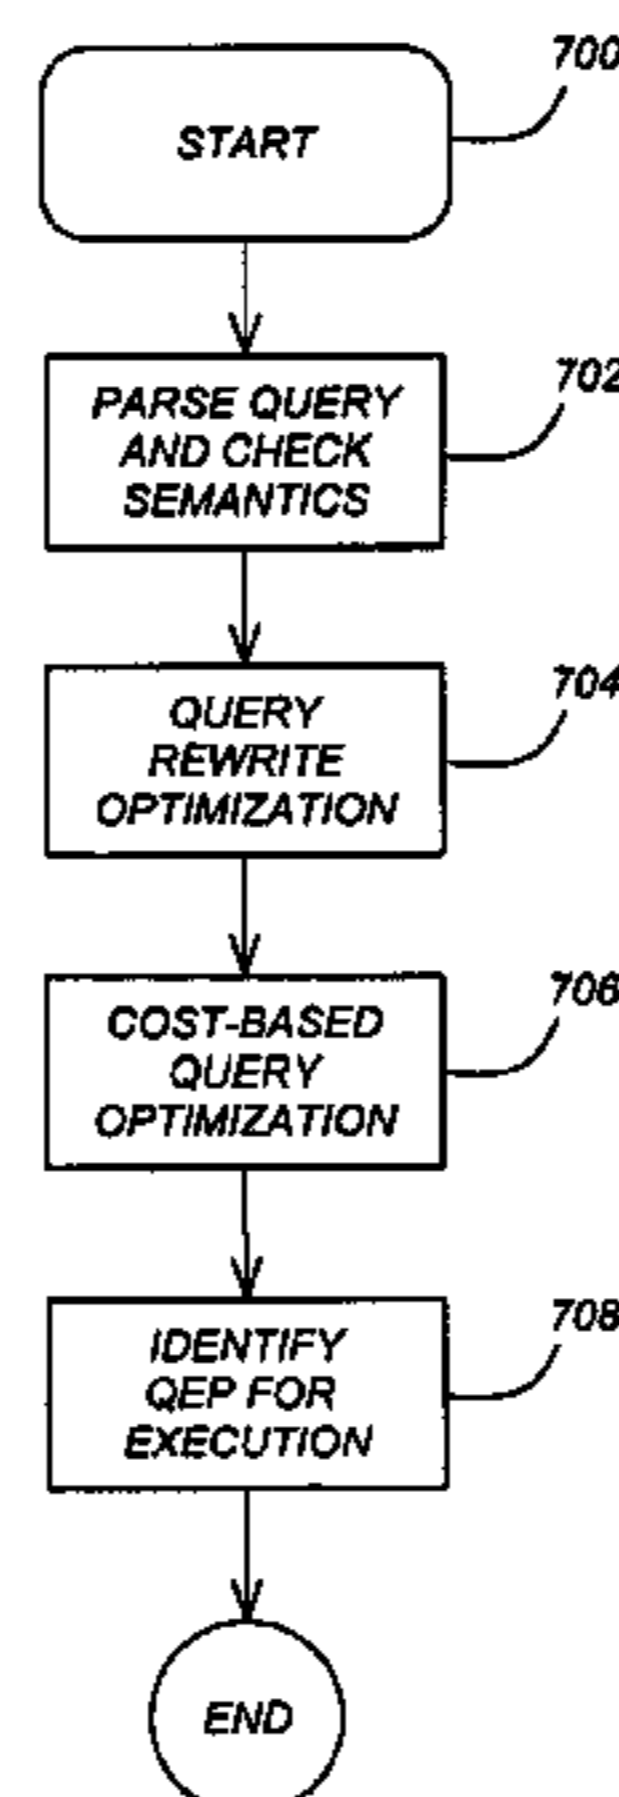 700
START
702
PARSE QUERY
AND CHECK
SEMANTICS
704
QUERY
REWRITE
OPTIMIZATION
706
COST-BASED
QUERY
OPTIMIZATION
708
IDENTIFY
QEP FOR
EXECUTION
END